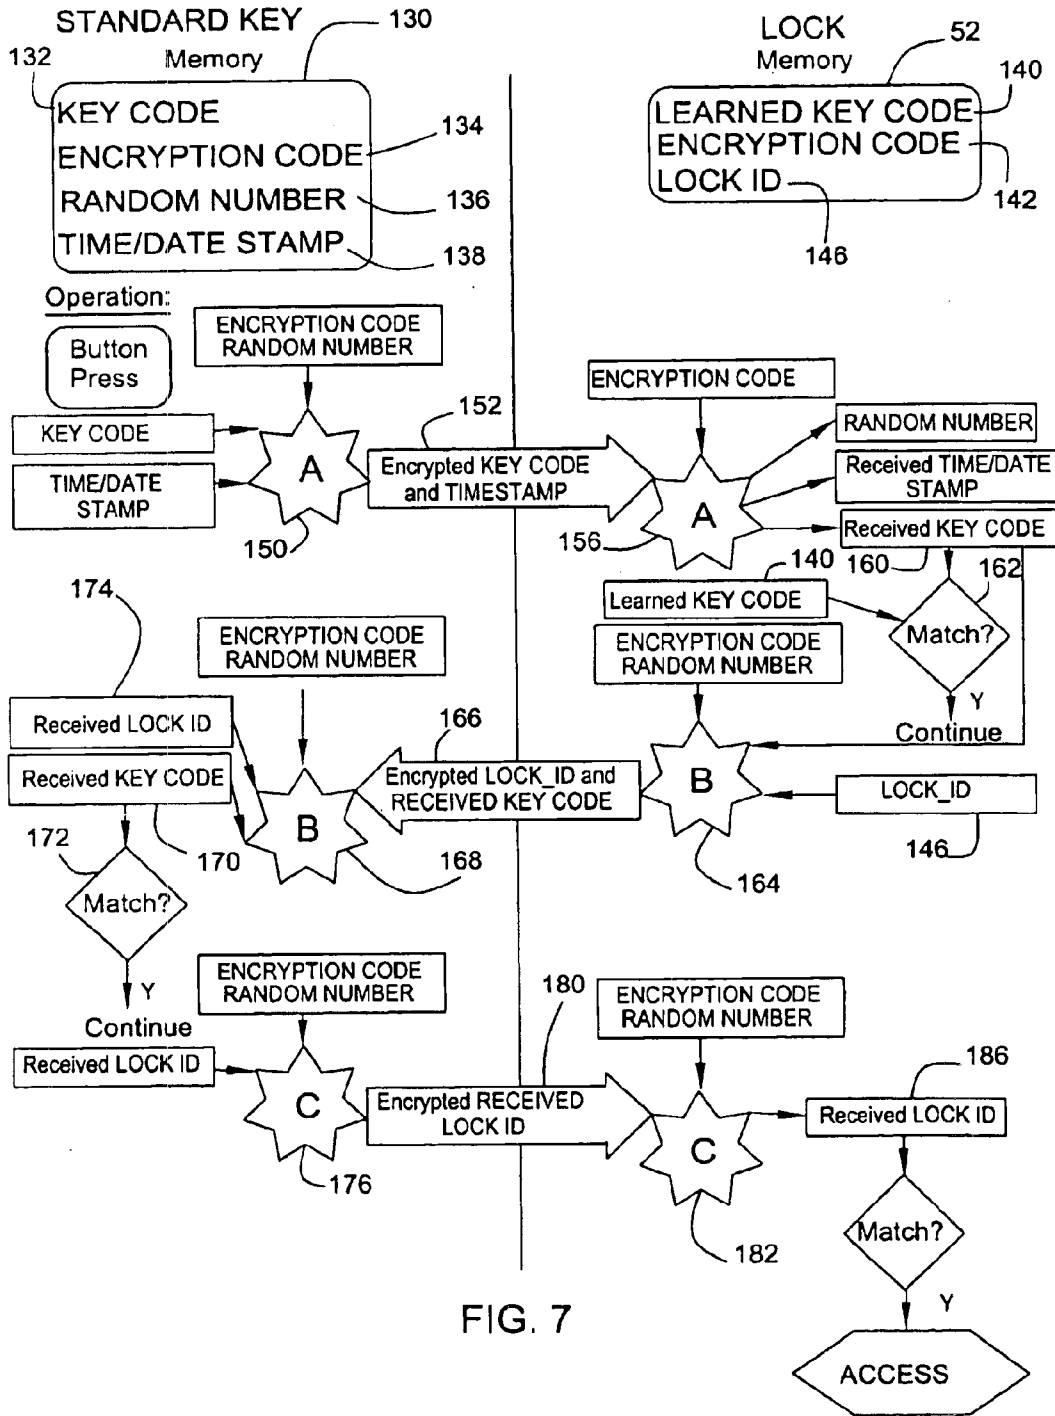 STANDARD KEY
Memory
130
132
KEY CODE
ENCRYPTION CODE
RANDOM NUMBER
TIME/DATE STAMP
134
136
138
LOCK
Memory
52
140
LEARNED KEY CODE
ENCRYPTION CODE
LOCK ID
142
146
Operation:
Button
Press
ENCRYPTION CODE
RANDOM NUMBER
KEY CODE
TIME/DATE
STAMP
A
150
152
Encrypted KEY CODE
and TIMESTAMP
ENCRYPTION CODE
A
156
RANDOM NUMBER
Received TIME/DATE
STAMP
Received KEY CODE
160
162
140
Learned KEY CODE
Match?
Y
Continue
ENCRYPTION CODE
RANDOM NUMBER
B
164
LOCK_ID
146
166
Encrypted LOCK_ID and
RECEIVED KEY CODE
ENCRYPTION CODE
RANDOM NUMBER
174
Received LOCK ID
Received KEY CODE
B
168
170
172
Match?
Y
Continue
ENCRYPTION CODE
RANDOM NUMBER
Received LOCK ID
C
176
180
Encrypted RECEIVED
LOCK ID
ENCRYPTION CODE
RANDOM NUMBER
C
182
186
Received LOCK ID
Match?
Y
ACCESS
FIG. 7